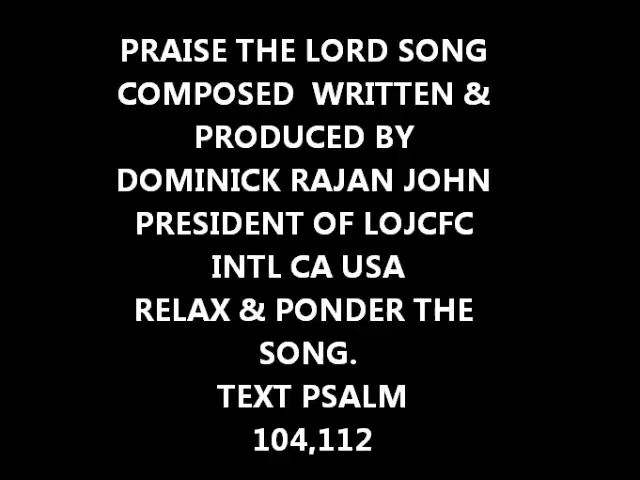 PRAISE THE LORD SONG
COMPOSED  WRITTEN &
PRODUCED BY
DOMINICK RAJAN JOHN
PRESIDENT OF LOJCFC
INTL CA USA
RELAX & PONDER THE
SONG.
TEXT PSALM
104,112